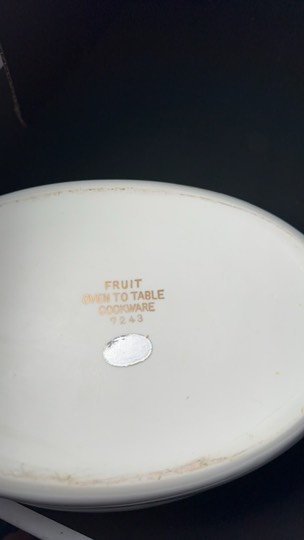 FRUIT
OVEN TO TABLE
COOKWARE
7243